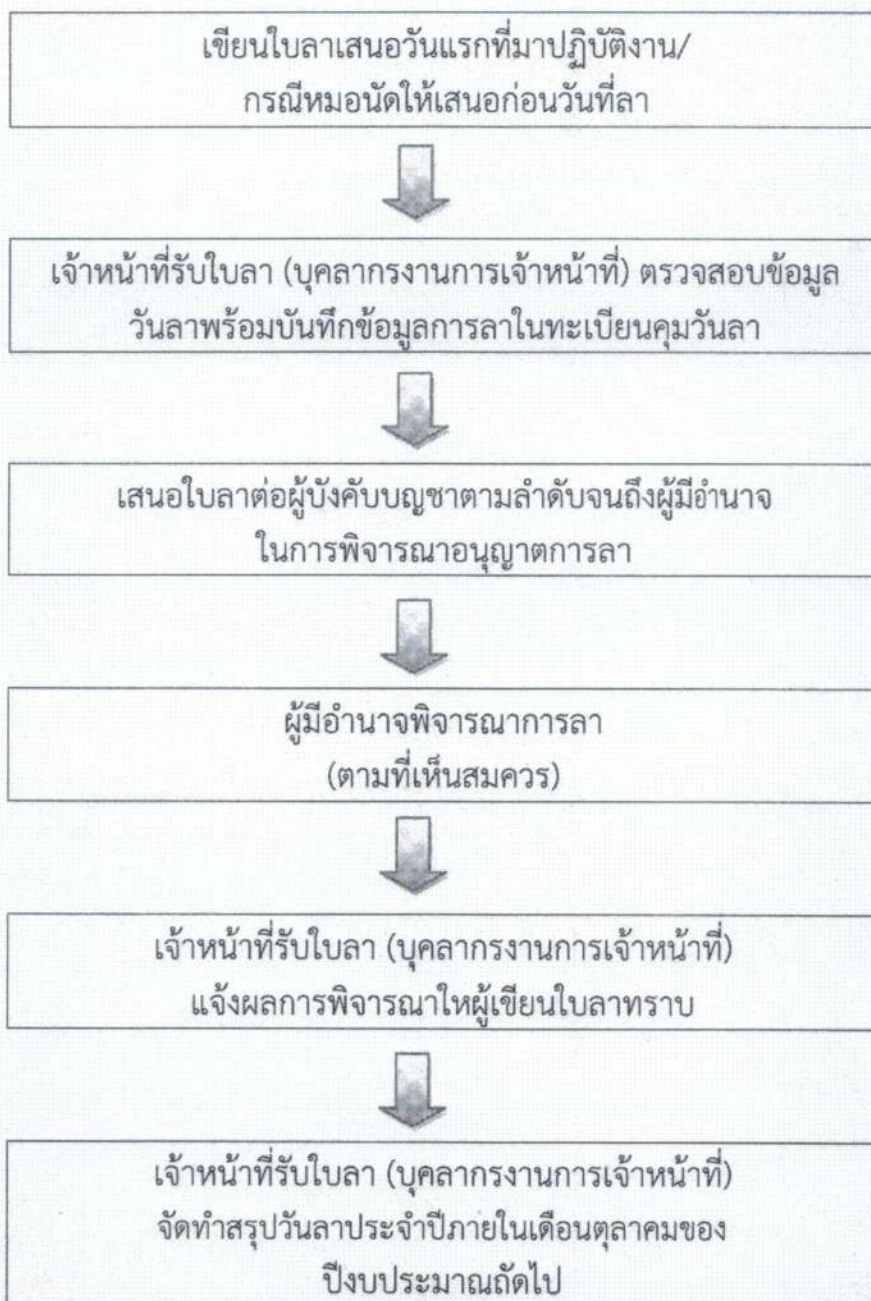 เขียนใบลาเสนอวันแรกที่มาปฏิบัติงาน/
กรณีหมอนัดให้เสนอก่อนวันที่ลา
เจ้าหน้าที่รับใบลา (บุคลากรงานการเจ้าหน้าที่) ตรวจสอบข้อมูล
วันลาพร้อมบันทึกข้อมูลการลาในทะเบียนคุมวันลา
เสนอใบลาต่อผู้บังคับบญชาตามลำดับจนถึงผู้มีอำนาจ
ในการพิจารณาอนุญาตการลา
ผู้มีอำนาจพิจารณาการลา
(ตามที่เห็นสมควร)
เจ้าหน้าที่รับใบลา (บุคลากรงานการเจ้าหน้าที่)
แจ้งผลการพิจารณาใหผู้เขียนใบลาทราบ
เจ้าหน้าที่รับใบลา (บุคลากรงานการเจ้าหน้าที่)
จัดทำสรุปวันลาประจำปีภายในเดือนตุลาคมของ
ปีงบประมาณถัดไป